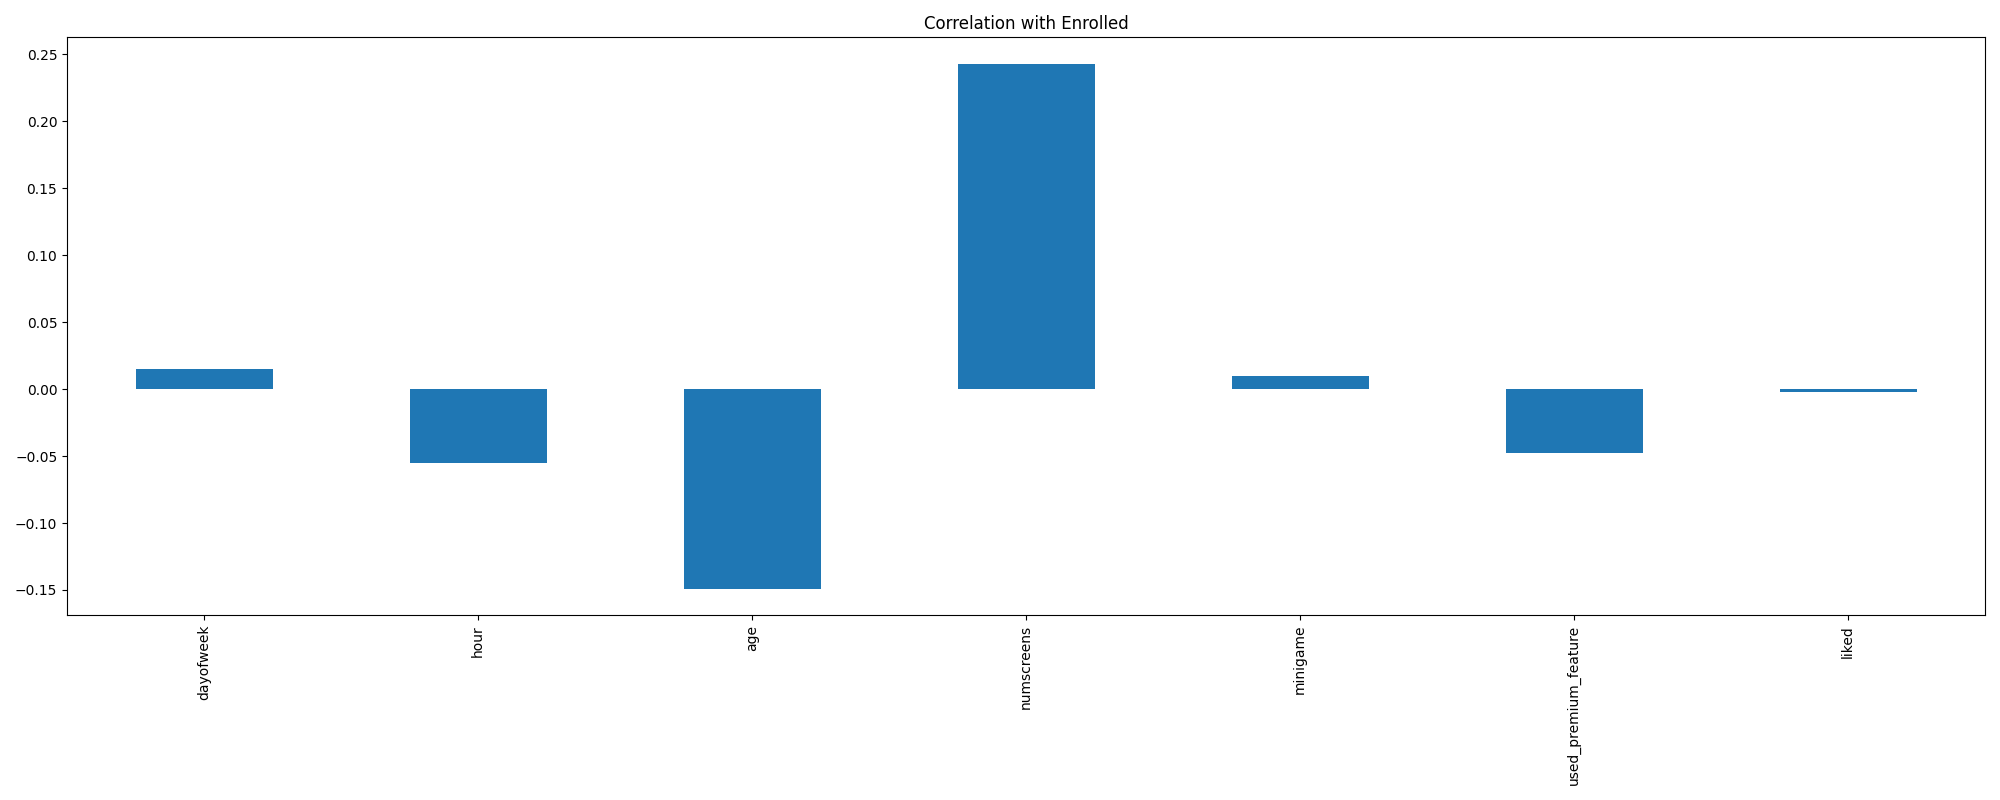 Correlation with Enrolled
0.25
0.20
0.15
0.10
0.05
0.00
−0.05
−0.10
−0.15
dayofweek
hour
age
numscreens
minigame
used_premium_feature
liked